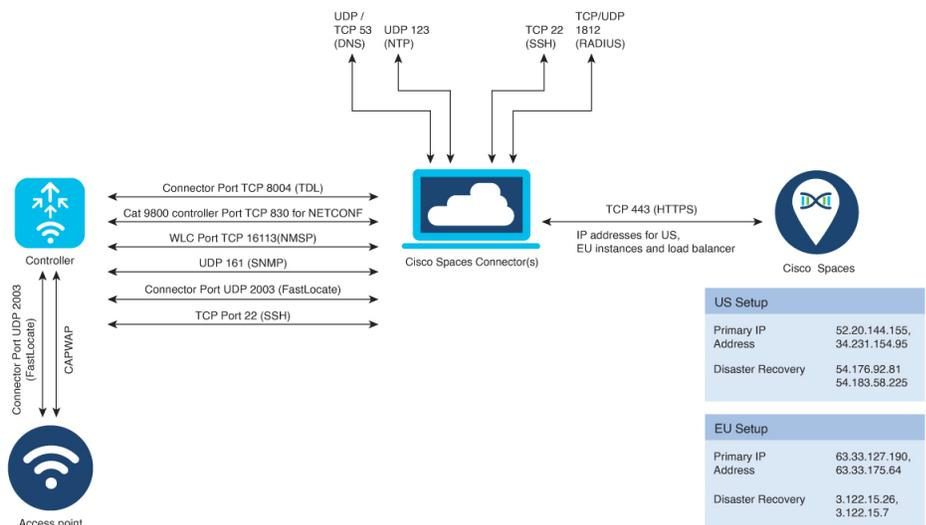 UDP /
TCP 53
(DNS)
UDP 123
(NTP)
TCP 22
(SSH)
TCP/UDP
1812
(RADIUS)
Connector Port TCP 8004 (TDL)
Cat 9800 controller Port TCP 830 for NETCONF
WLC Port TCP 16113(NMSP)
UDP 161 (SNMP)
Connector Port UDP 2003 (FastLocate)
TCP Port 22 (SSH)
Controller
Connector Port UDP 2003
(FastLocate)
CAPWAP
Access point
Cisco Spaces Connector(s)
TCP 443 (HTTPS)
IP addresses for US,
EU instances and load balancer
Cisco Spaces
US Setup
Primary IP
Address
52.20.144.155,
34.231.154.95
Disaster Recovery
54.176.92.81
54.183.58.225
EU Setup
Primary IP
Address
63.33.127.190,
63.33.175.64
Disaster Recovery
3.122.15.26,
3.122.15.7